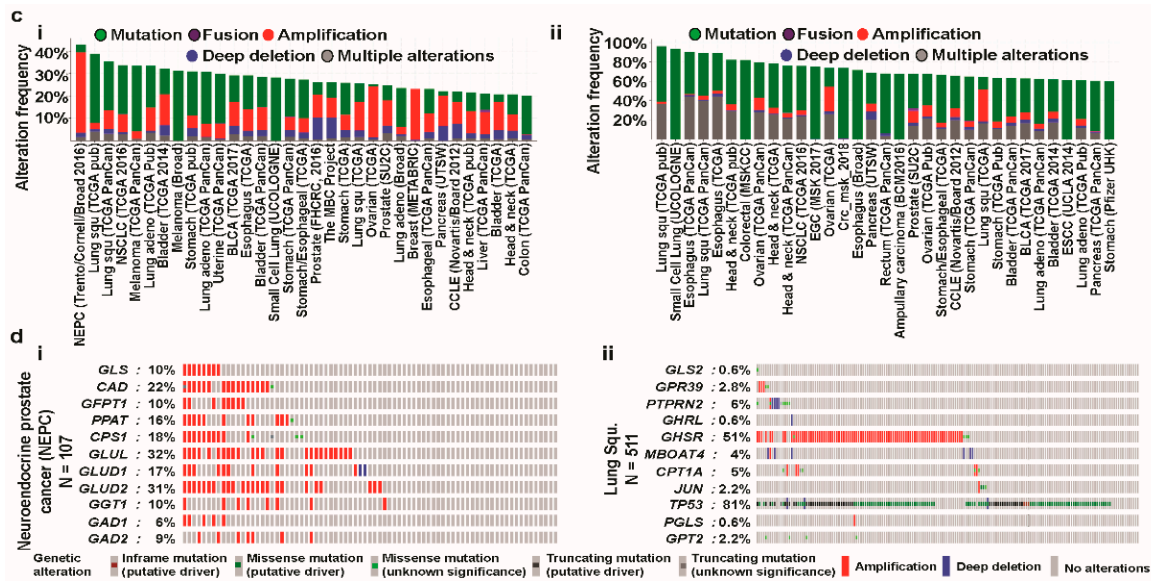 c
i
Mutation Fusion Amplification
Deep deletion Multiple alterations
Alteration frequency
40%
30%
20%
10%
NEPC (Trento/Cornell/Broad 2016)
Lung squ (TCGA pub)
Lung squ (TCGA PanCan)
NSCLC (TCGA 2016)
Melanoma (TCGA PanCan)
Lung adeno (TCGA Pub)
Bladder (TCGA 2014)
Melanoma (Broad)
Stomach (TCGA pub)
Lung adeno (TCGA PanCan)
Uterine (TCGA PanCan)
BLCA (TCGA 2017)
Esophagus (TCGA)
Bladder (TCGA PanCan)
Small Cell Lung (UCOLOGNE)
Stomach (TCGA PanCan)
Stomach/Esophageal (TCGA)
Prostate (FHCRC, 2016)
The MBC Project
Stomach (TCGA)
Lung squ (TCGA)
Ovarian (TCGA)
Prostate (SU2C)
Lung adeno (Broad)
Breast (METABRIC)
Esophageal (TCGA PanCan)
Pancreas (UTSW)
CCLE (Novartis/Board 2012)
Head & neck (TCGA pub)
Liver (TCGA PanCan)
Bladder (TCGA)
Head & neck (TCGA)
Colon (TCGA PanCan)
ii
Mutation Fusion Amplification
Deep deletion Multiple alterations
Alteration frequency
100%
80%
60%
40%
20%
Lung squ (TCGA pub)
Small Cell Lung (UCOLOGNE)
Esophagus (TCGA PanCan)
Lung squ (TCGA PanCan)
Esophagus (TCGA)
Head & neck (TCGA pub)
Colorectal (MSKCC)
Ovarian (TCGA PanCan)
Head & neck (TCGA)
Head & neck (TCGA PanCan)
NSCLC (TCGA 2016)
EGC (MSK 2017)
Ovarian (TCGA)
Crc_msk_2018
Esophagus (Broad)
Pancreas (UTSW)
Rectum (TCGA PanCan)
Ampullary carcinoma (BCM2016)
Prostate (SU2C)
Ovarian (TCGA Pub)
Stomach/Esophageal (TCGA)
CCLE (Novartis/Board 2012)
Stomach (TCGA PanCan)
Lung squ (TCGA)
Stomach (TCGA Pub)
Bladder (TCGA PanCan)
BLCA (TCGA 2017)
Lung adeno (TCGA PanCan)
Bladder (TCGA 2014)
ESCC (UCLA 2014)
Lung adeno (TCGA Pub)
Pancreas (TCGA PanCan)
Stomach (Pfizer UHK)
d
i
Neuroendocrine prostate
cancer (NEPC)
N = 107
GLS : 10%
CAD : 22%
GFPT1 : 10%
PPAT : 16%
CPS1 : 18%
GLUL : 32%
GLUD1 : 17%
GLUD2 : 31%
GGT1 : 10%
GAD1 : 6%
GAD2 : 9%
ii
Lung Squ.
N = 511
GLS2 : 0.6%
GPR39 : 2.8%
PTPRN2 : 6%
GHRL : 0.6%
GHSR : 51%
MBOAT4 : 4%
CPT1A : 5%
JUN : 2.2%
TP53 : 81%
PGLS : 0.6%
GPT2 : 2.2%
Genetic
alteration
Inframe mutation
(putative driver)
Missense mutation
(putative driver)
Missense mutation
(unknown significance)
Truncating mutation
(putative driver)
Truncating mutation
(unknown significance)
Amplification
Deep deletion
No alterations